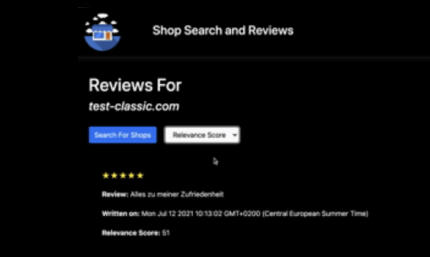 Shop Search and Reviews
Reviews For
test-classic.com
Search For Shops
Relevance Score
★★★★★
Review: Alles zu meiner Zufriedenheit
Written on: Mon Jul 12 2021 10:13:02 GMT+0200 (Central European Summer Time)
Relevance Score: 51